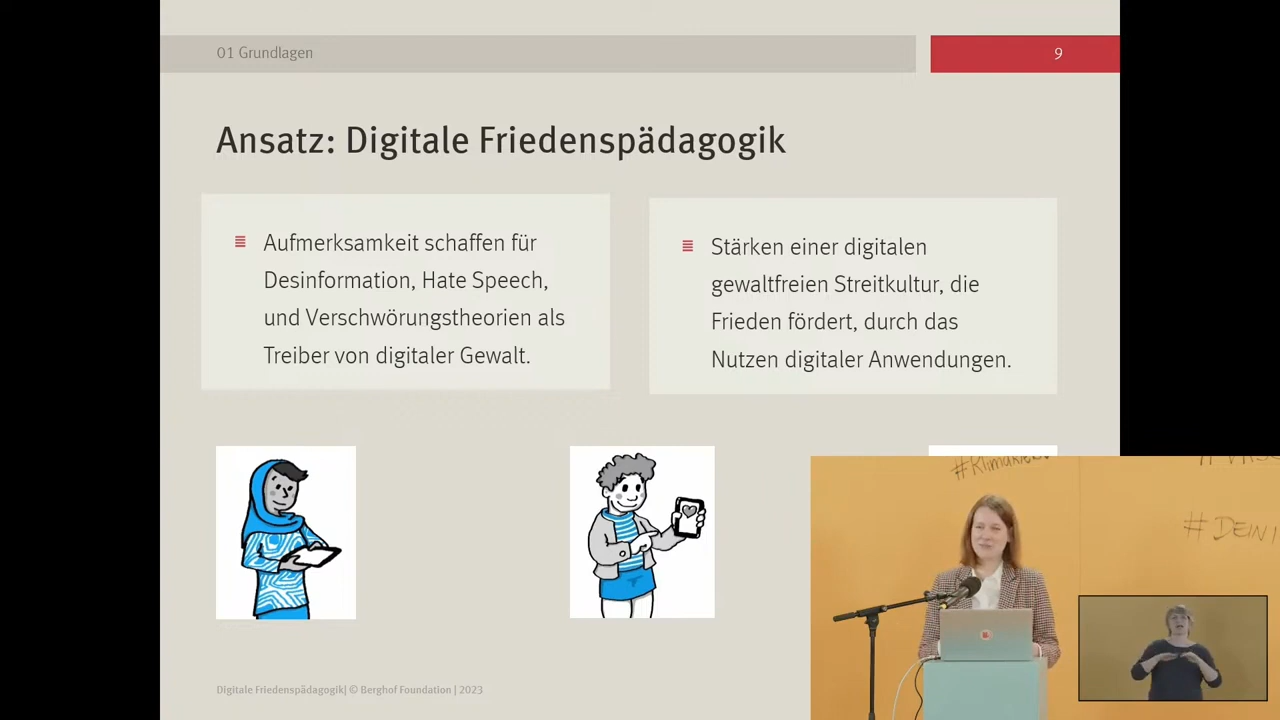 01 Grundlagen
9
Ansatz: Digitale Friedenspädagogik
Aufmerksamkeit schaffen für
Desinformation, Hate Speech,
und Verschwörungstheorien als
Treiber von digitaler Gewalt.
Stärken einer digitalen
gewaltfreien Streitkultur, die
Frieden fördert, durch das
Nutzen digitaler Anwendungen.
# DEIN
Digitale Friedenspädagogik| © Berghof Foundation | 2023